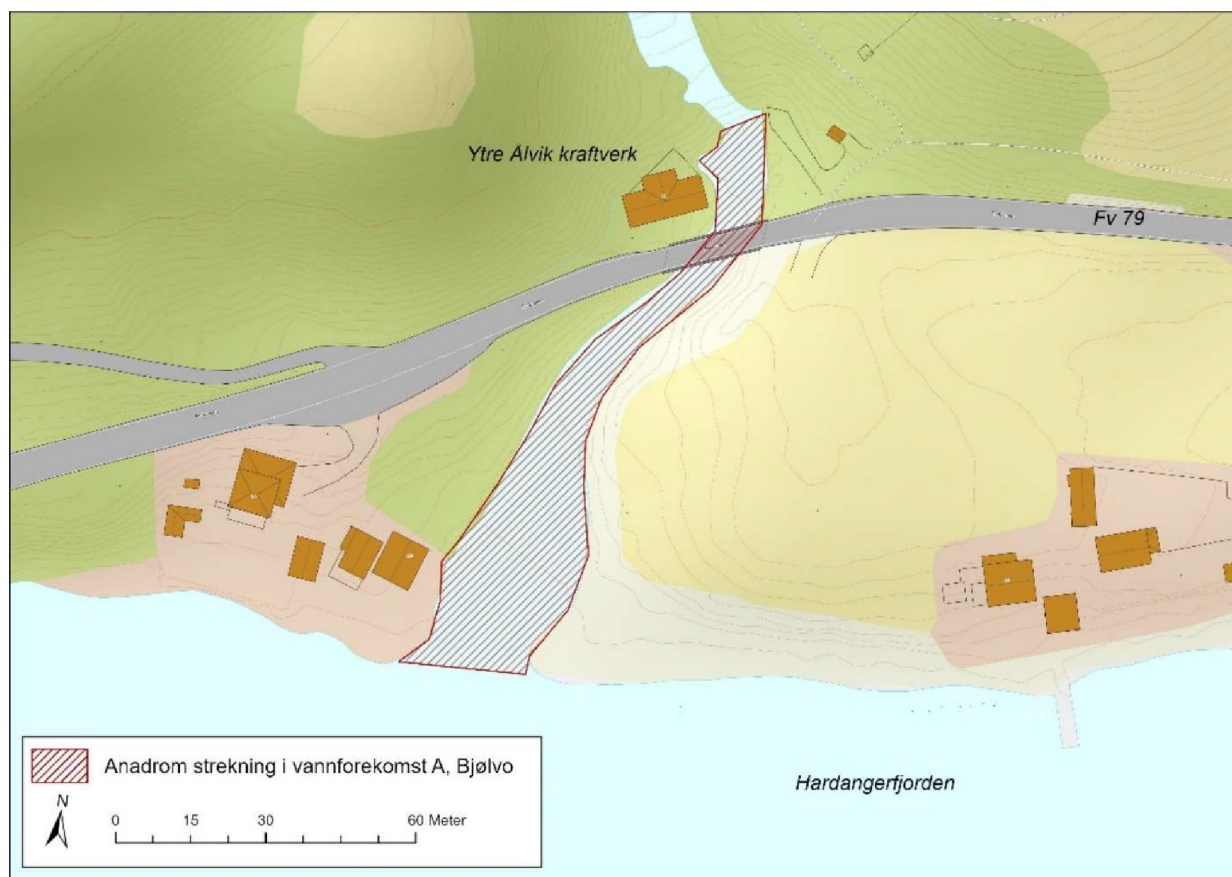 Ytre Ålvik kraftverk
Fv 79
Hardangerfjorden
Anadrom strekning i vannforekomst A, Bjølvo
N
0 15 30 60 Meter